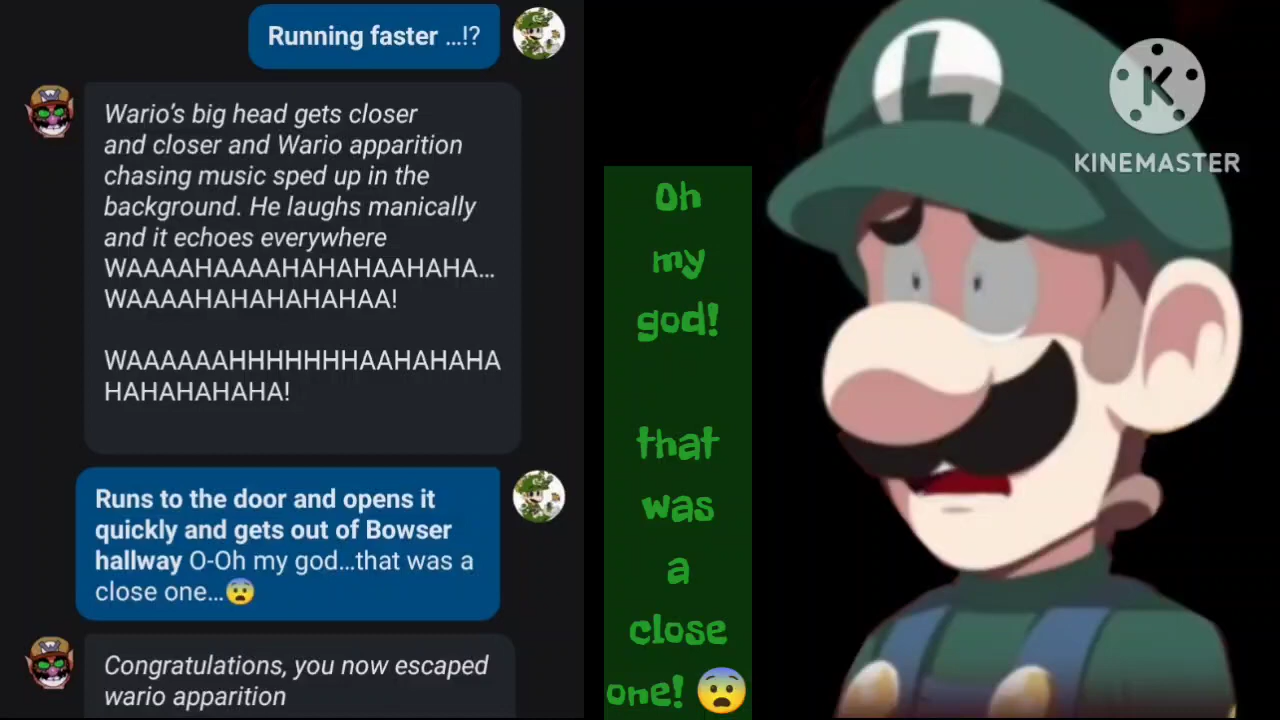 Running faster ...!?
Wario's big head gets closer
and closer and Wario apparition
chasing music sped up in the
background. He laughs manically
and it echoes everywhere
WAAAAHAAAAHAHAHAAHAHA...
WAAAAHAHAHAHAHAA!
WAAAAAAHHHHHHHAAHAHAHA
HAHAHAHAHA!
Runs to the door and opens it
quickly and gets out of Bowser
hallway O-Oh my god...that was a
close one...😨
Congratulations, you now escaped
wario apparition
Oh
my
god!
that
was
a
close
one! 😨
L
K
KINEMASTER